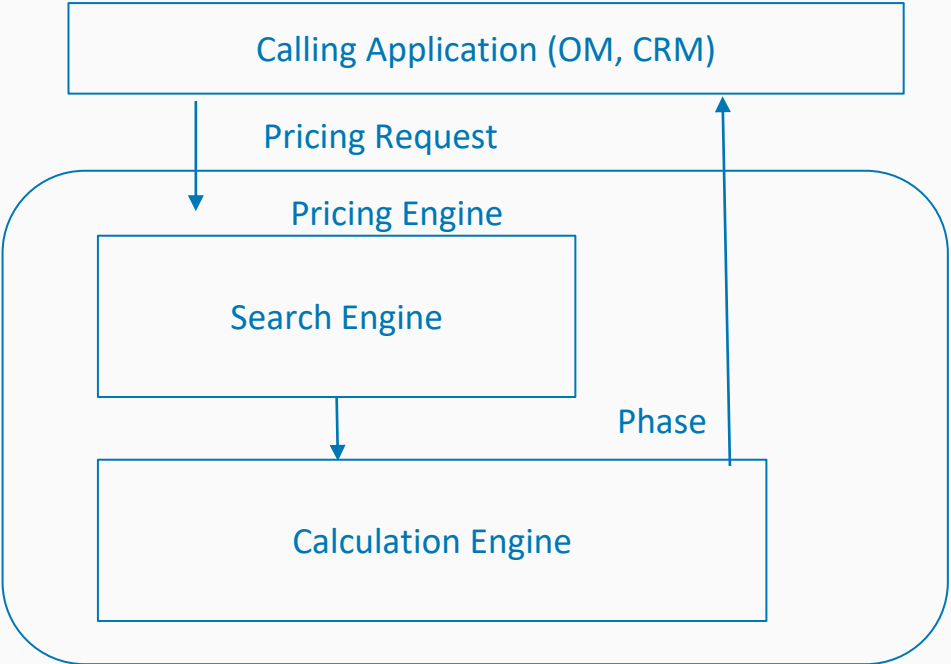 Calling Application (OM, CRM)
Pricing Request
Pricing Engine
Search Engine
Phase
Calculation Engine